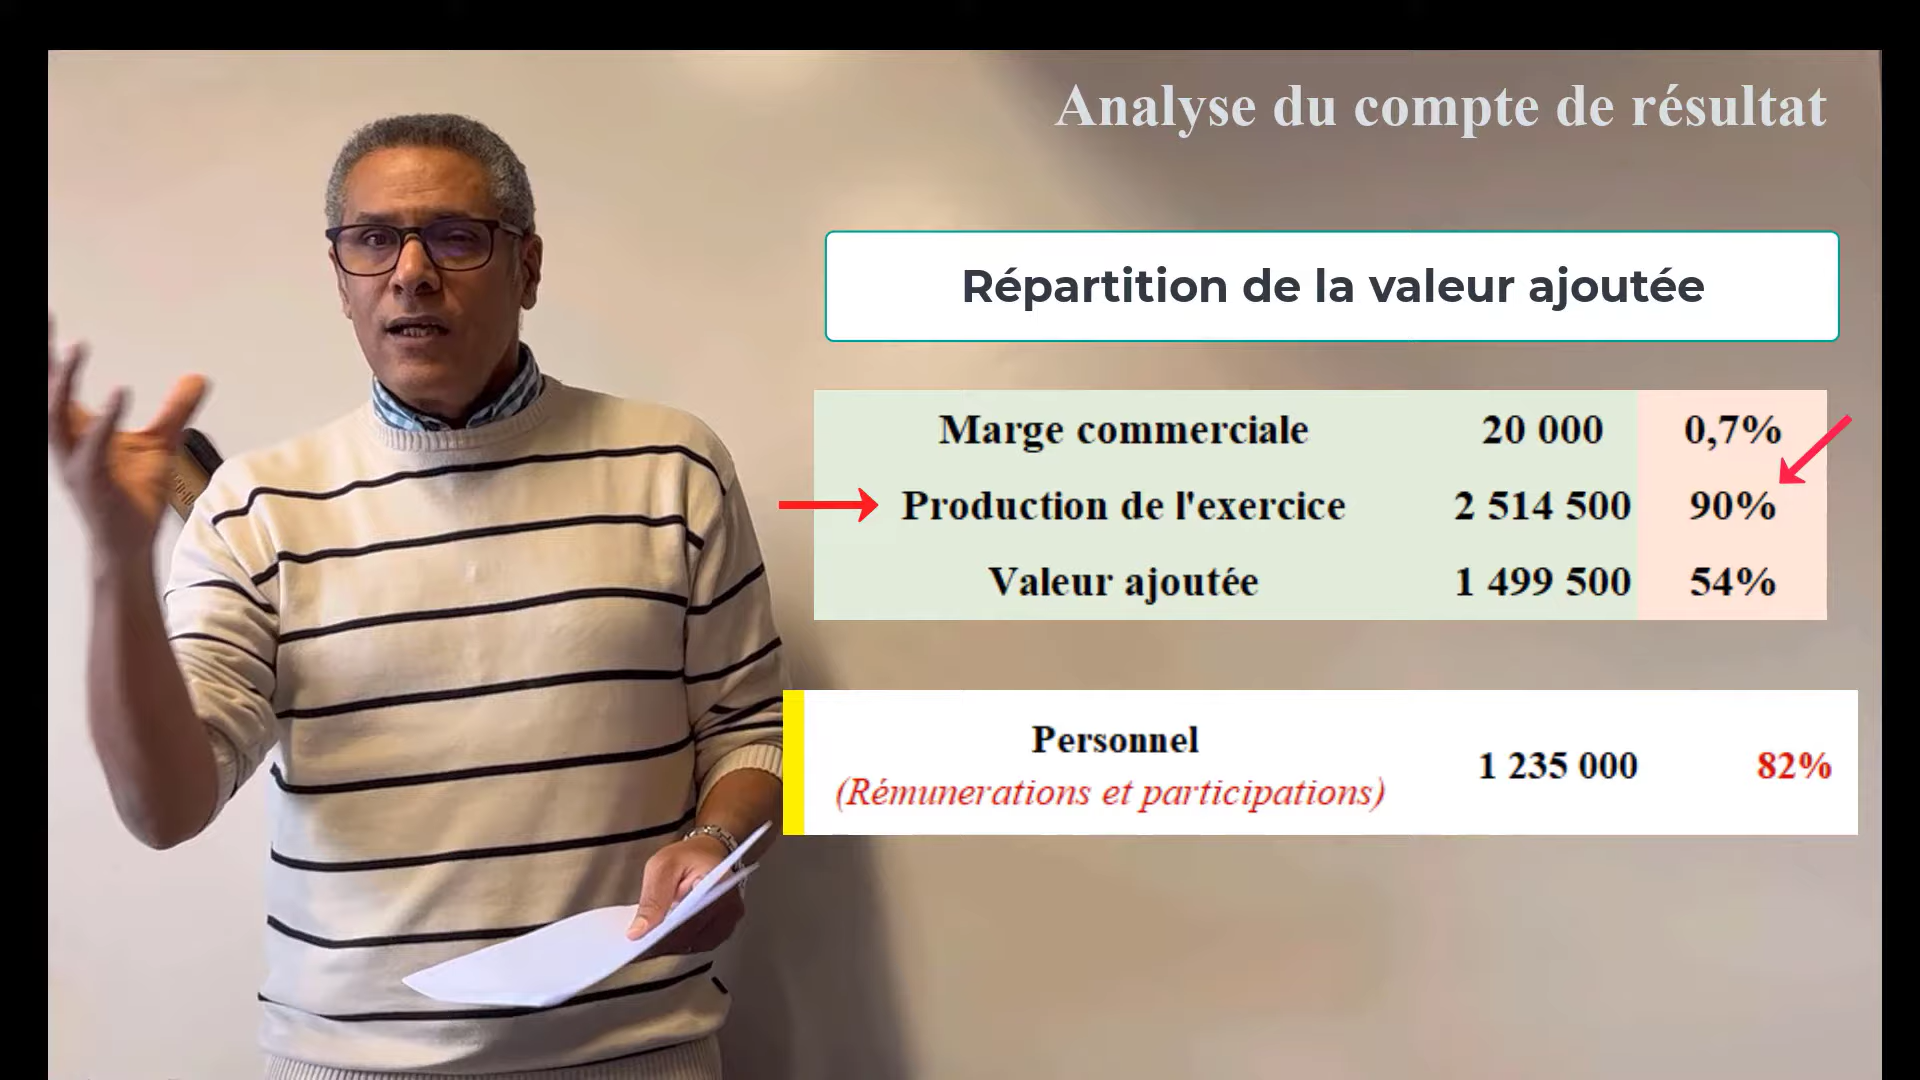 Analyse du compte de résultat
Répartition de la valeur ajoutée
Marge commerciale 20 000 0,7%
Production de l'exercice 2 514 500 90%
Valeur ajoutée 1 499 500 54%
Personnel
(Rémunerations et participations) 1 235 000 82%